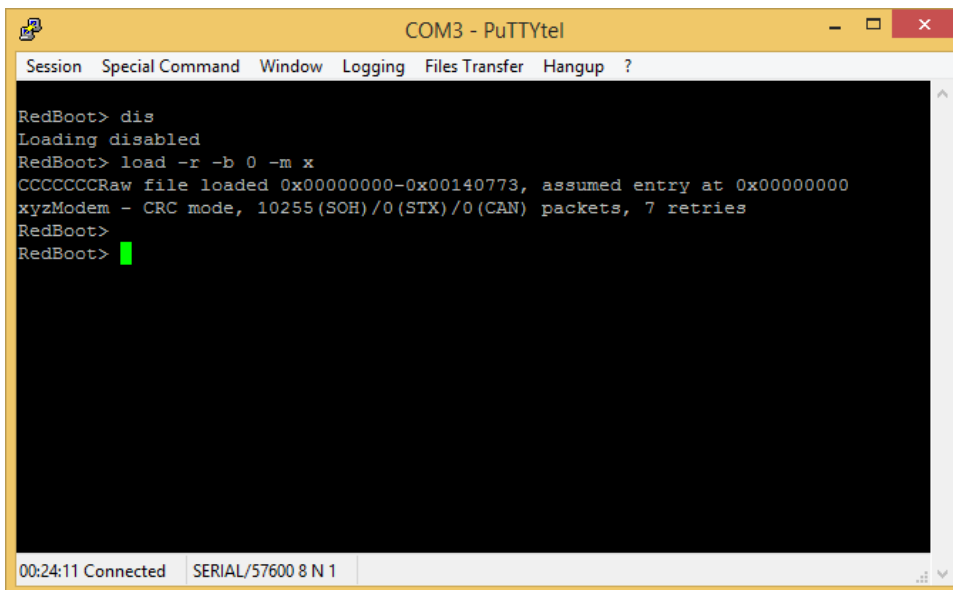 COM3 - PuTTYtel
Session Special Command Window Logging Files Transfer Hangup ?
RedBoot> dis
Loading disabled
RedBoot> load -r -b 0 -m x
CCCCCCCRaw file loaded 0x00000000-0x00140773, assumed entry at 0x00000000
xyzModem - CRC mode, 10255(SOH)/0(STX)/0(CAN) packets, 7 retries
RedBoot>
RedBoot>
00:24:11 Connected SERIAL/57600 8 N 1